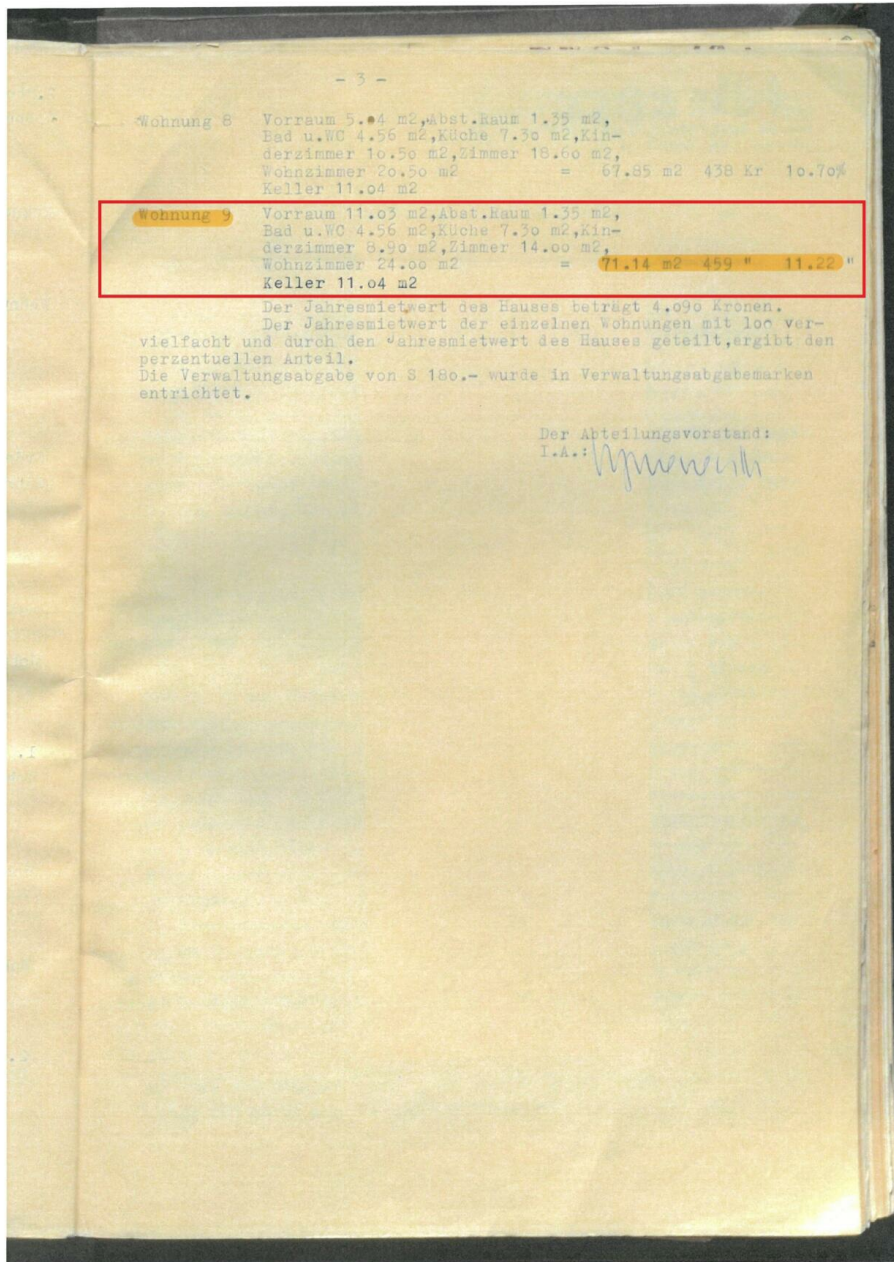 - 3 -
Wohnung 8 Vorraum 5.04 m2,Abst.Raum 1.35 m2,
Bad u.WC 4.56 m2,Küche 7.3o m2,Kin-
derzimmer 1o.5o m2,Zimmer 18.6o m2,
Wohnzimmer 2o.5o m2 = 67.85 m2 438 Kr 1o.7o%
Keller 11.o4 m2
Wohnung 9 Vorraum 11.o3 m2,Abst.Raum 1.35 m2,
Bad u.WC 4.56 m2,Küche 7.3o m2,Kin-
derzimmer 8.9o m2,Zimmer 14.oo m2,
Wohnzimmer 24.oo m2 = 71.14 m2 459 " 11.22 "
Keller 11.o4 m2
Der Jahresmietwert des Hauses beträgt 4.o9o Kronen.
Der Jahresmietwert der einzelnen Wohnungen mit loo ver-
vielfacht und durch den Jahresmietwert des Hauses geteilt,ergibt den
perzentuellen Anteil.
Die Verwaltungsabgabe von S 18o.- wurde in Verwaltungsabgabemarken
entrichtet.
Der Abteilungsvorstand:
I.A.: